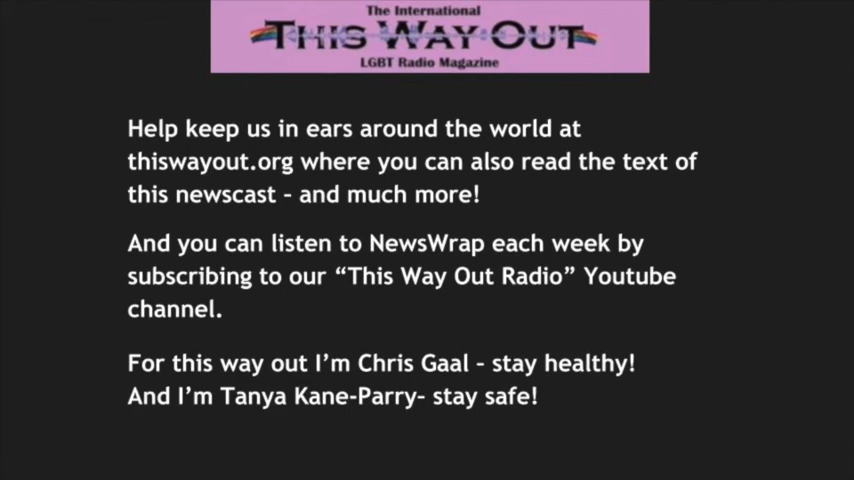 The International
THIS WAY OUT
LGBT Radio Magazine
Help keep us in ears around the world at
thiswayout.org where you can also read the text of
this newscast – and much more!
And you can listen to NewsWrap each week by
subscribing to our “This Way Out Radio” Youtube
channel.
For this way out I’m Chris Gaal – stay healthy!
And I’m Tanya Kane-Parry– stay safe!